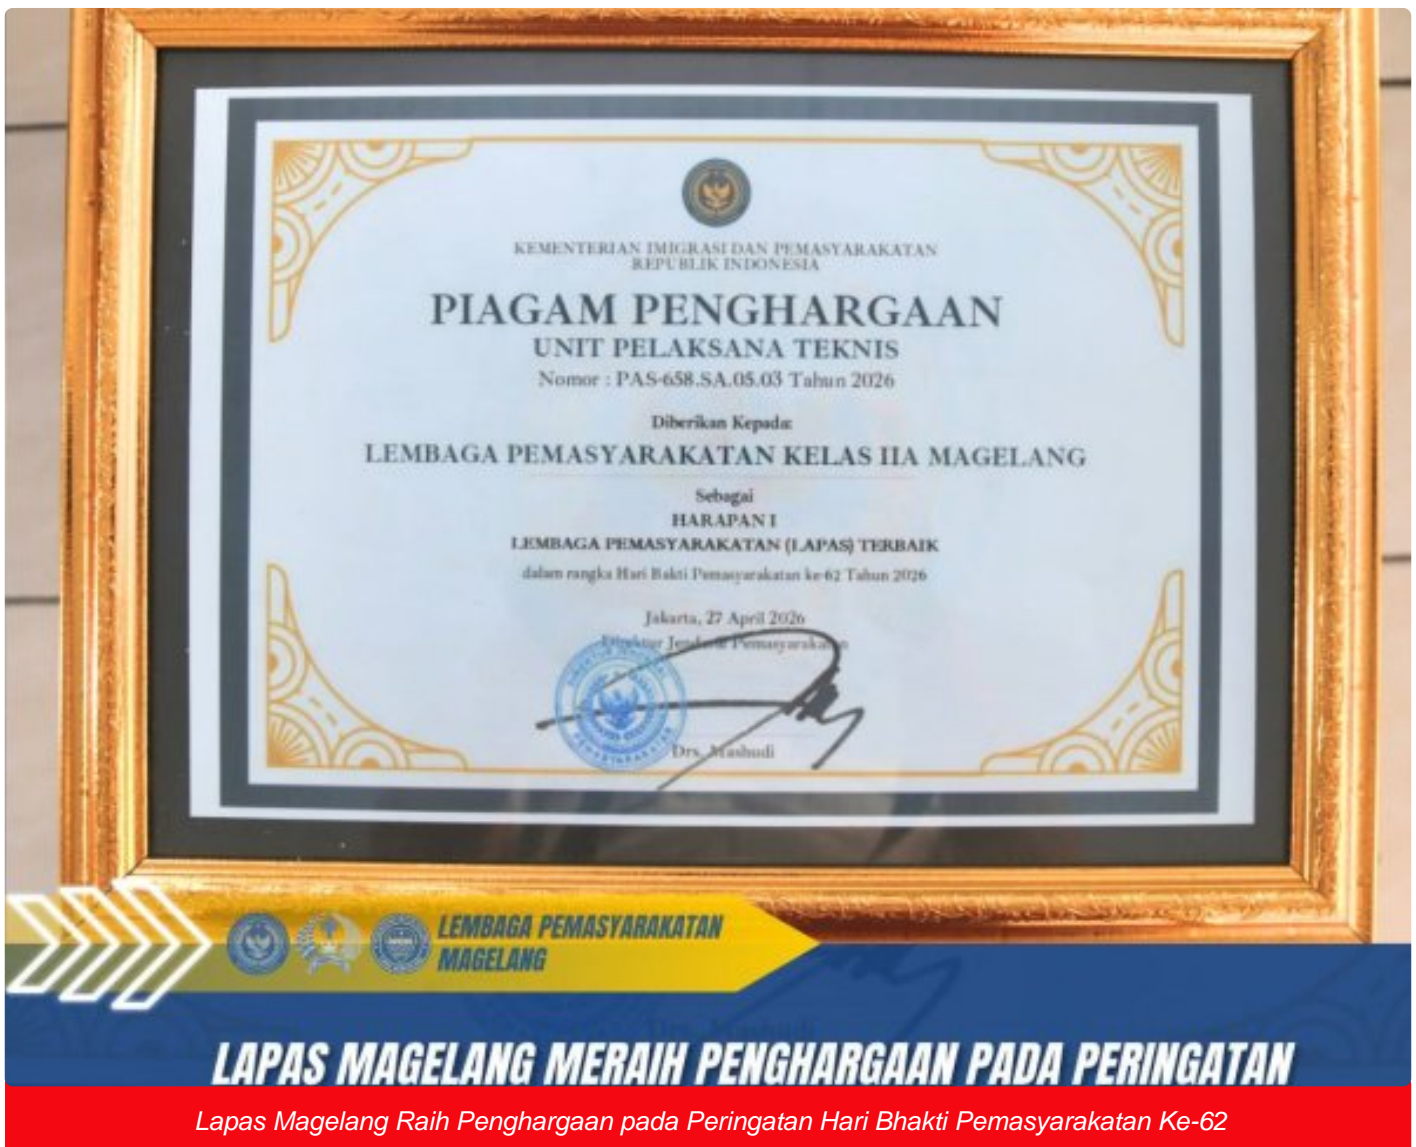 KEMENTERIAN IMIGRASI DAN PEMASYARAKATAN
REPUBLIK INDONESIA
PIAGAM PENGHARGAAN
UNIT PELAKSANA TEKNIS
Nomor : PAS-658.SA.05.03 Tahun 2026
Diberikan Kepada:
LEMBAGA PEMASYARAKATAN KELAS IIA MAGELANG
Sebagai
HARAPAN I
LEMBAGA PEMASYARAKATAN (LAPAS) TERBAIK
dalam rangka Hari Bakti Pemasyarakatan ke-62 Tahun 2026
Jakarta, 27 April 2026
Direktur Jenderal Pemasyarakatan
Drs. Mashudi
LEMBAGA PEMASYARAKATAN
MAGELANG
LAPAS MAGELANG MERAIH PENGHARGAAN PADA PERINGATAN
Lapas Magelang Raih Penghargaan pada Peringatan Hari Bhakti Pemasyarakatan Ke-62